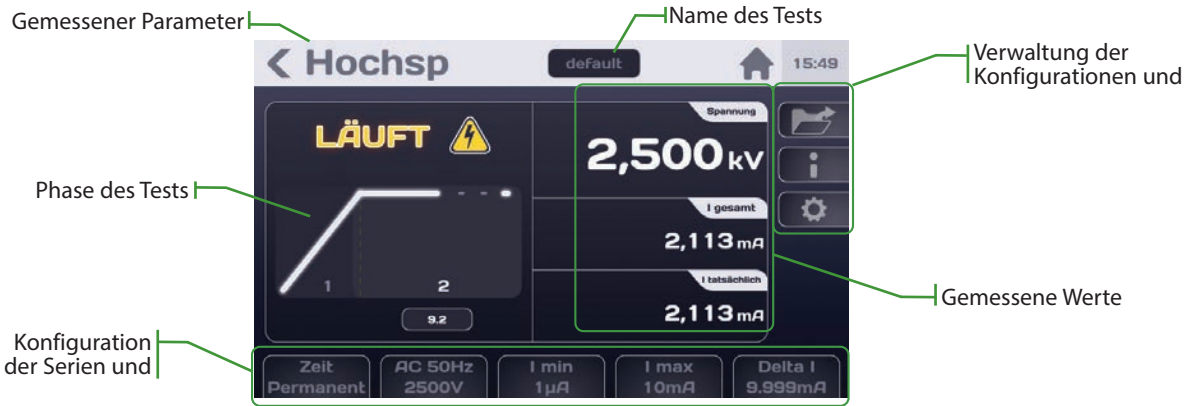 Gemessener Parameter
Name des Tests
Verwaltung der
Konfigurationen und
Hochsp
default
15:49
LÄUFT
Spannung
2,500 kV
Phase des Tests
I gesamt
2,113 mA
1
2
I tatsächlich
2,113 mA
9.2
Gemessene Werte
Konfiguration
der Serien und
Zeit
Permanent
AC 50Hz
2500V
I min
1µA
I max
10mA
Delta I
9.999mA